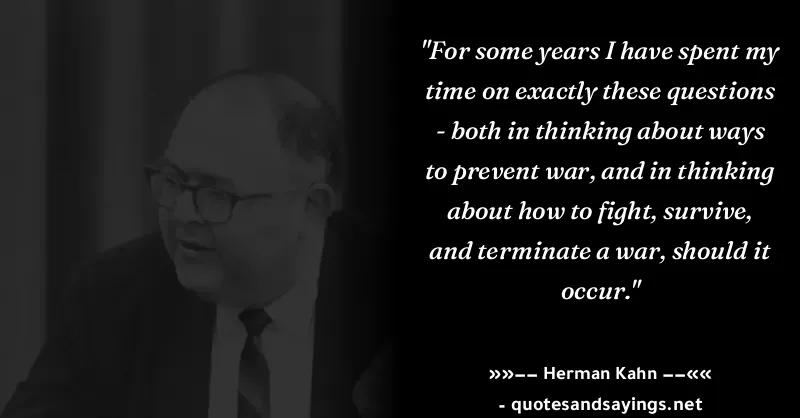 "For some years I have spent my
time on exactly these questions
- both in thinking about ways
to prevent war, and in thinking
about how to fight, survive,
and terminate a war, should it
occur."
»»−− Herman Kahn −−««
- quotesandsayings.net